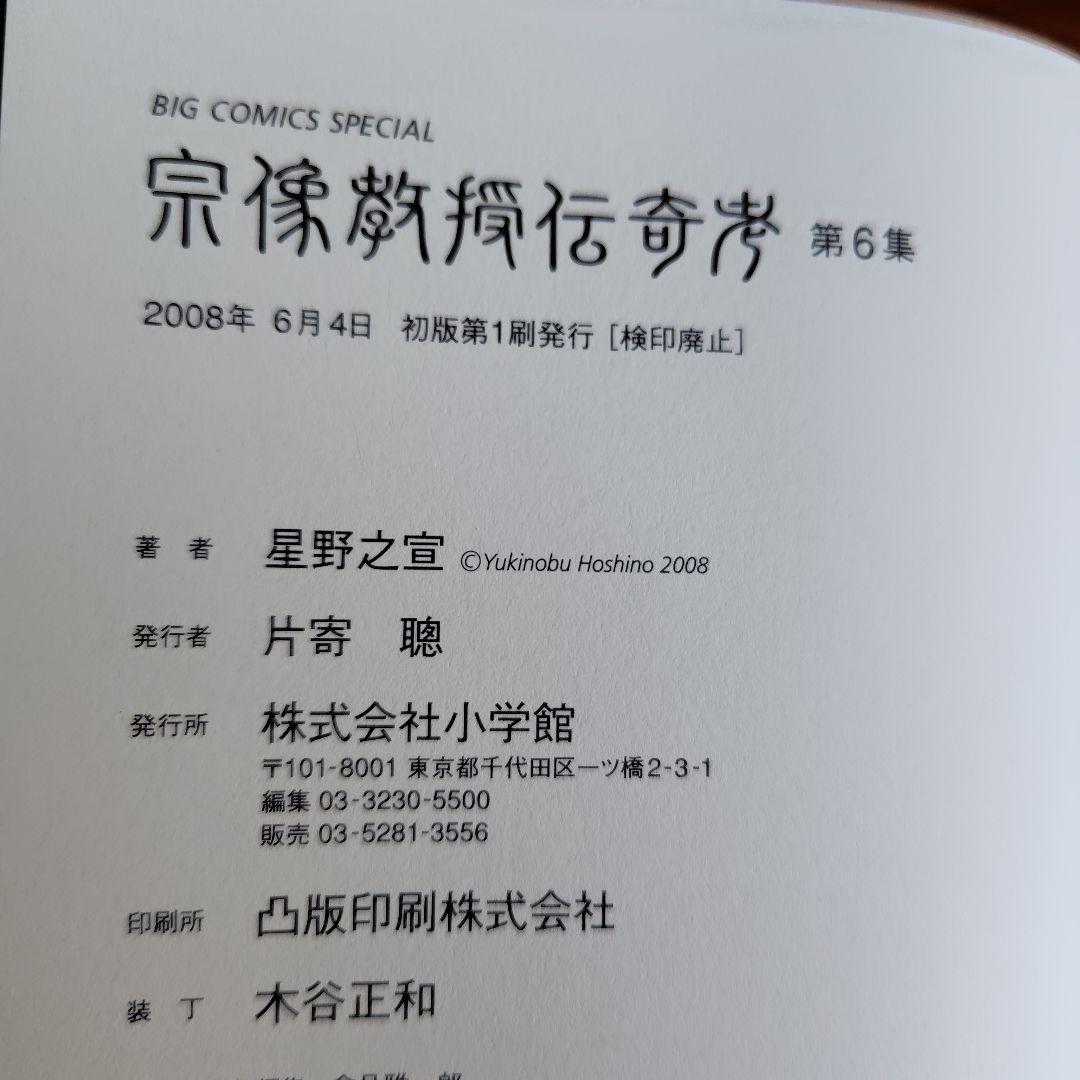 BIG COMICS SPECIAL
宗像教授伝奇考 第6集
2008年 6月4日 初版第1刷発行[検印廃止]
著 者 星野之宣 ©Yukinobu Hoshino 2008
発行者 片寄 聰
発行所 株式会社小学館
〒101-8001 東京都千代田区一ツ橋2-3-1
編集 03-3230-5500
販売 03-5281-3556
印刷所 凸版印刷株式会社
装 丁 木谷正和